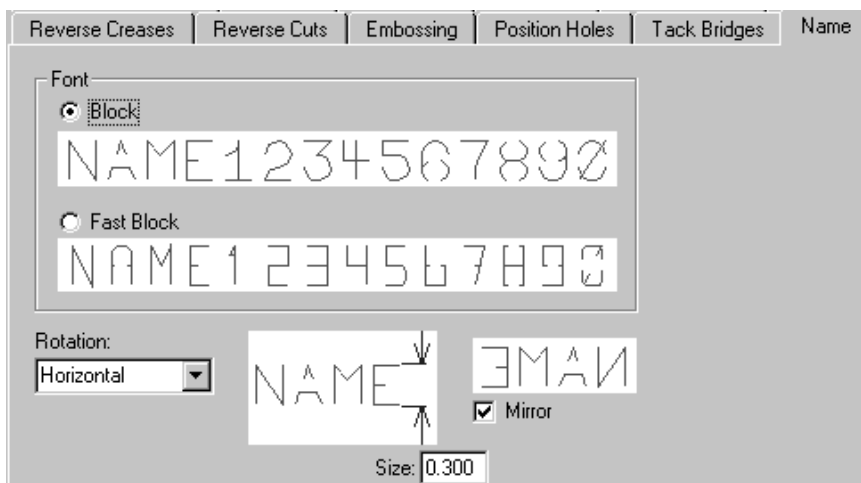 Reverse Creases Reverse Cuts Embossing Position Holes Tack Bridges Name
Font
Block
NAME1234567890
Fast Block
NAME1234567890
Rotation:
Horizontal
NAME
EMAN
Mirror
Size: 0.300